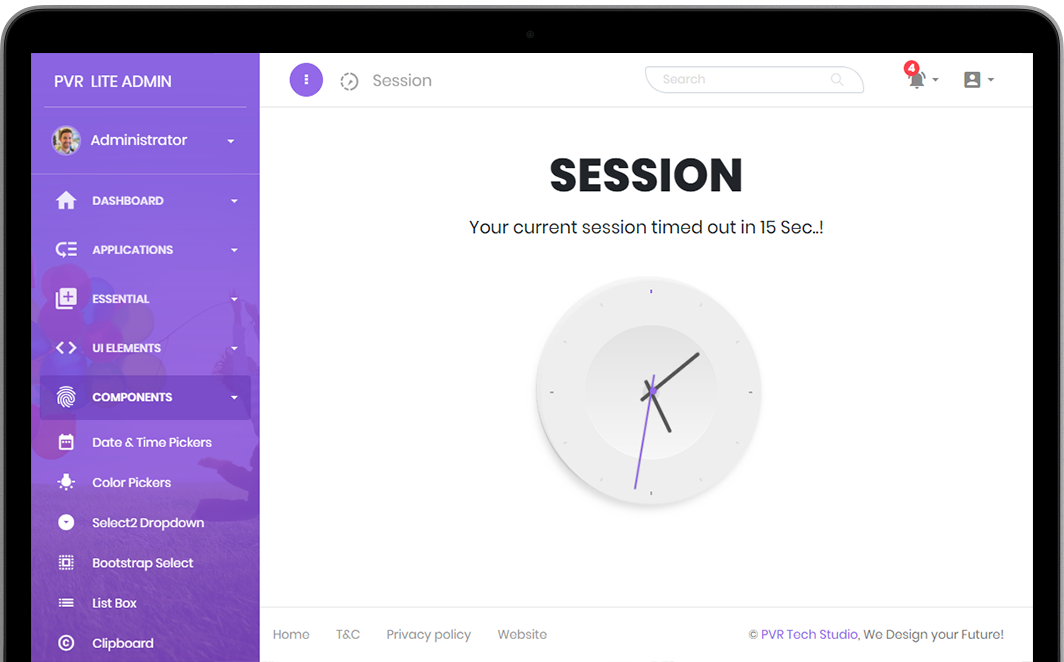 PVR LITE ADMIN
Session
Search
4
Administrator
SESSION
DASHBOARD
Your current session timed out in 15 Sec..!
APPLICATIONS
ESSENTIAL
UI ELEMENTS
COMPONENTS
Date & Time Pickers
Color Pickers
Select2 Dropdown
Bootstrap Select
List Box
Clipboard
Home
T&C
Privacy policy
Website
© PVR Tech Studio, We Design your Future!